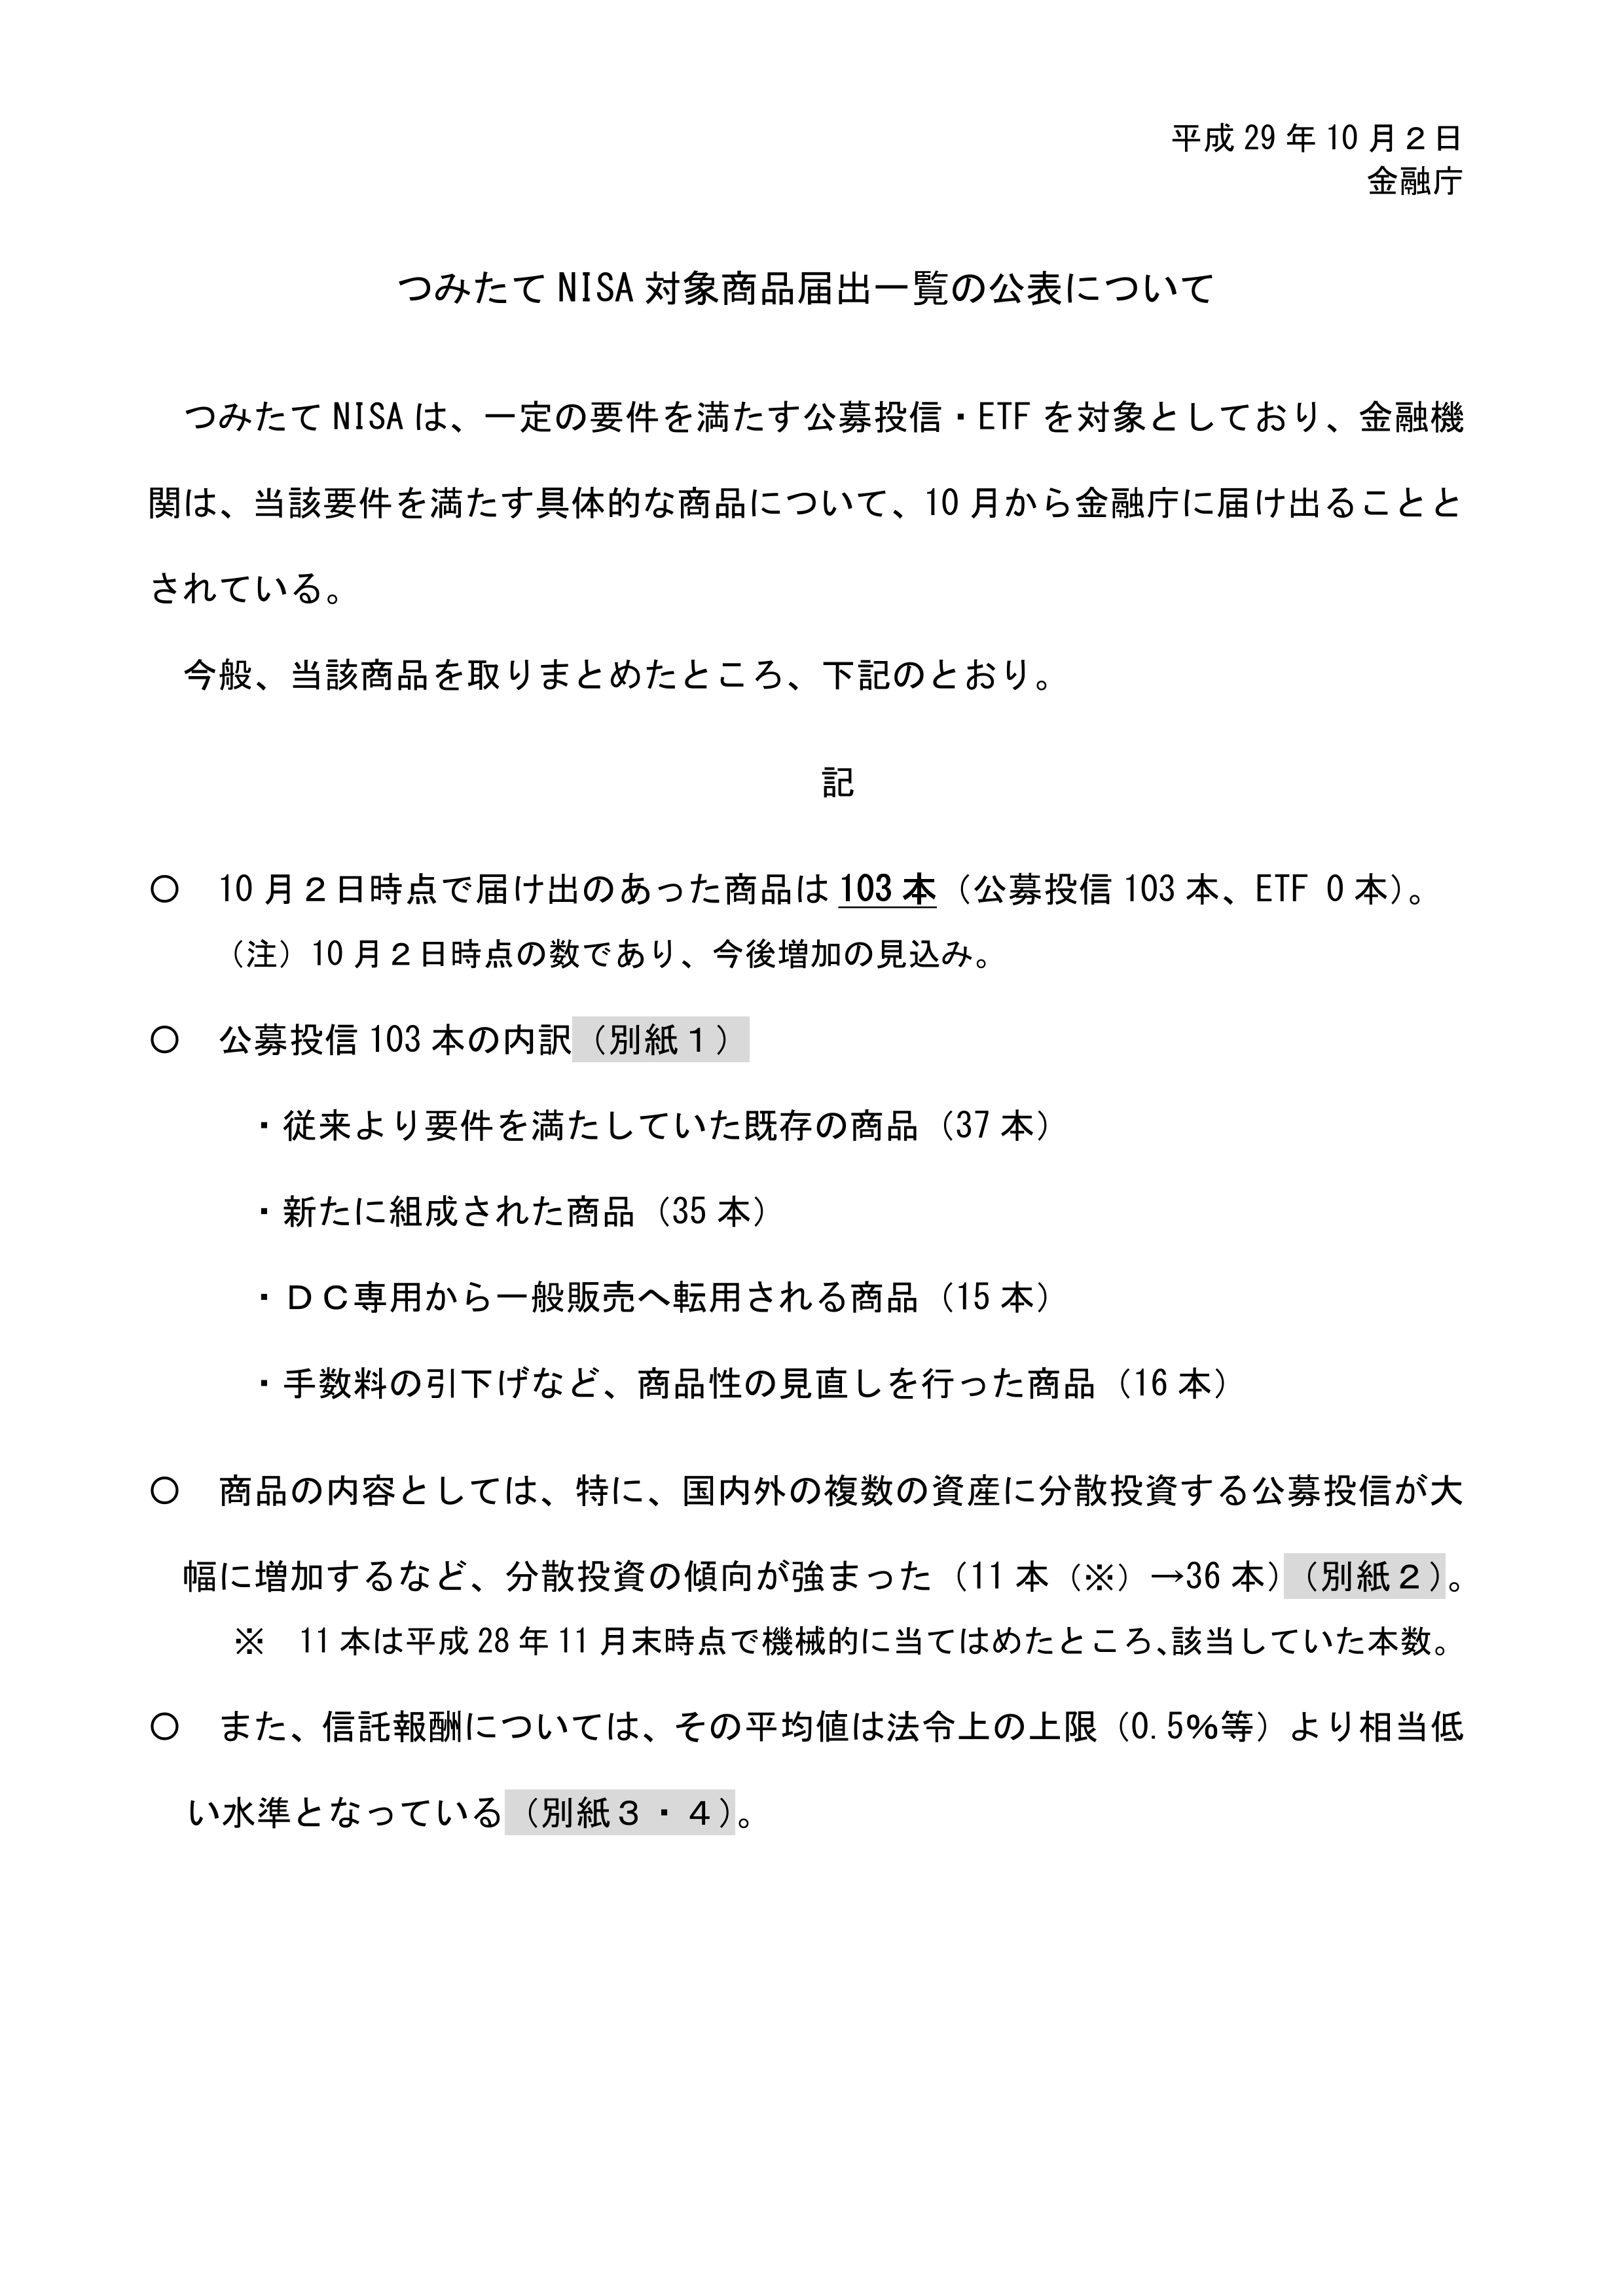 平成 29 年 10 月２日
金融庁
つみたて NISA 対象商品届出一覧の公表について
つみたて NISA は、一定の要件を満たす公募投信・ETF を対象としており、金融機
関は、当該要件を満たす具体的な商品について、10 月から金融庁に届け出ることと
されている。
今般、当該商品を取りまとめたところ、下記のとおり。
記
○　10 月２日時点で届け出のあった商品は 103 本（公募投信 103 本、ETF 0 本）。
（注）10 月２日時点の数であり、今後増加の見込み。
○　公募投信 103 本の内訳（別紙１）
・従来より要件を満たしていた既存の商品（37 本）
・新たに組成された商品（35 本）
・ＤＣ専用から一般販売へ転用される商品（15 本）
・手数料の引下げなど、商品性の見直しを行った商品（16 本）
○　商品の内容としては、特に、国内外の複数の資産に分散投資する公募投信が大
幅に増加するなど、分散投資の傾向が強まった（11 本（※）→36 本）（別紙２）。
※　11 本は平成 28 年 11 月末時点で機械的に当てはめたところ、該当していた本数。
○　また、信託報酬については、その平均値は法令上の上限（0.5%等）より相当低
い水準となっている（別紙３・４）。